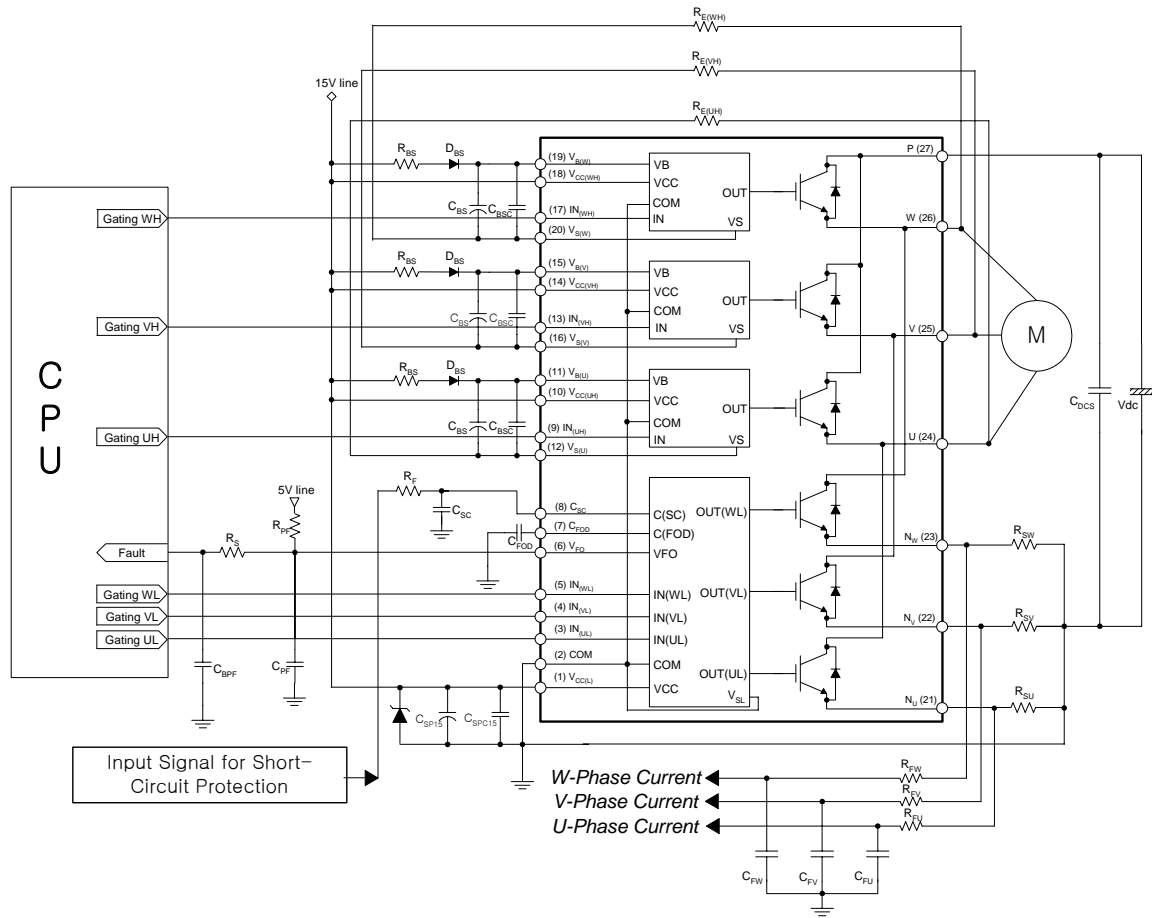 R_E(WH)
R_E(VH)
15V line
R_E(UH)
P (27)
R_BS
D_BS
(19) V_B(W)
VB
(18) V_CC(WH)
VCC
OUT
COM
C_BS
C_BSC
Gating WH
(17) IN_(WH)
IN
VS
W (26)
(20) V_S(W)
R_BS
D_BS
(15) V_B(V)
VB
(14) V_CC(VH)
VCC
OUT
COM
C_BS
C_BSC
Gating VH
(13) IN_(VH)
IN
VS
V (25)
M
(16) V_S(V)
CPU
R_BS
D_BS
(11) V_B(U)
VB
(10) V_CC(UH)
VCC
OUT
COM
C_BS
C_BSC
C_DCS
Vdc
Gating UH
(9) IN_(UH)
IN
VS
U (24)
(12) V_S(U)
R_F
5V line
C_SC
(8) C_SC
C(SC)
OUT(WL)
R_PF
(7) C_FOD
C(FOD)
C_FOD
R_S
Fault
(6) V_FO
VFO
N_W (23)
R_SW
Gating WL
(5) IN_(WL)
IN(WL)
OUT(VL)
Gating VL
(4) IN_(VL)
IN(VL)
N_V (22)
R_SV
Gating UL
(3) IN_(UL)
IN(UL)
(2) COM
COM
OUT(UL)
C_BPF
C_PF
(1) V_CC(L)
VCC
V_SL
N_U (21)
R_SU
C_SP15
C_SPC15
Input Signal for Short-
Circuit Protection
W-Phase Current
R_FW
V-Phase Current
R_FV
U-Phase Current
R_FU
C_FW
C_FV
C_FU